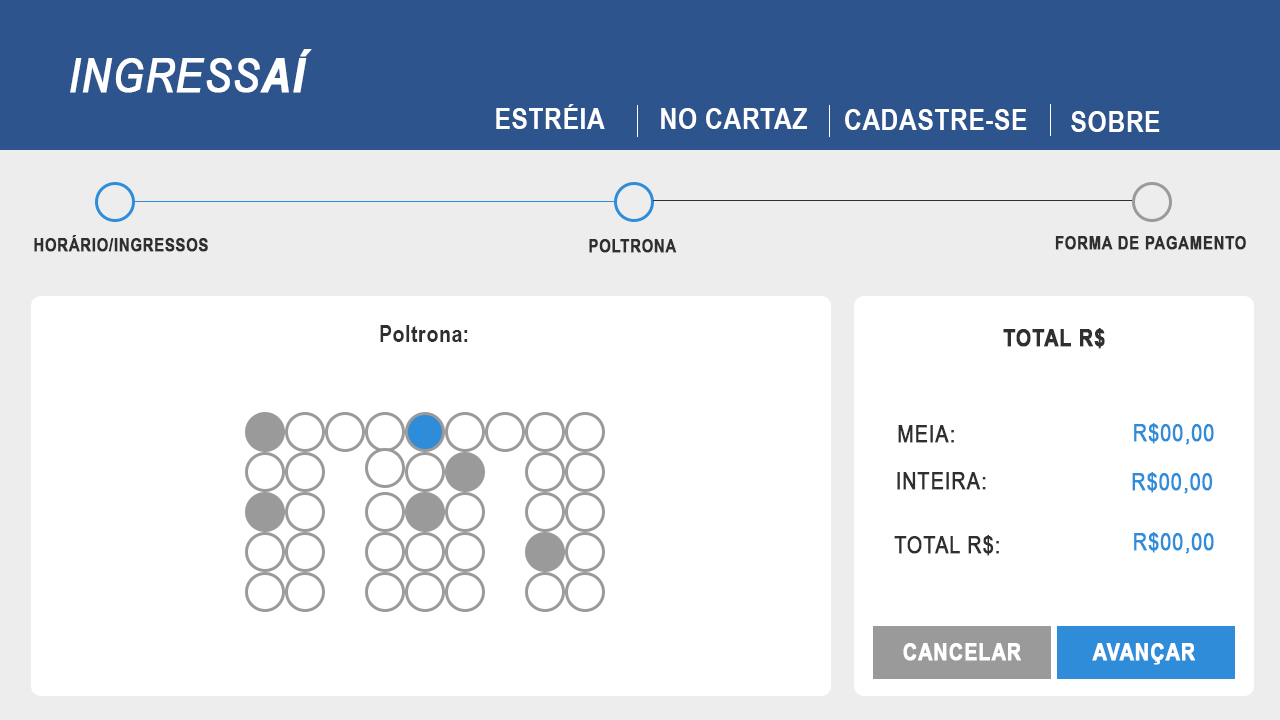 INGRESSAÍ
ESTRÉIA
NO CARTAZ
CADASTRE-SE
SOBRE
HORÁRIO/INGRESSOS
POLTRONA
FORMA DE PAGAMENTO
Poltrona:
TOTAL R$
MEIA: R$00,00
INTEIRA: R$00,00
TOTAL R$: R$00,00
CANCELAR
AVANÇAR